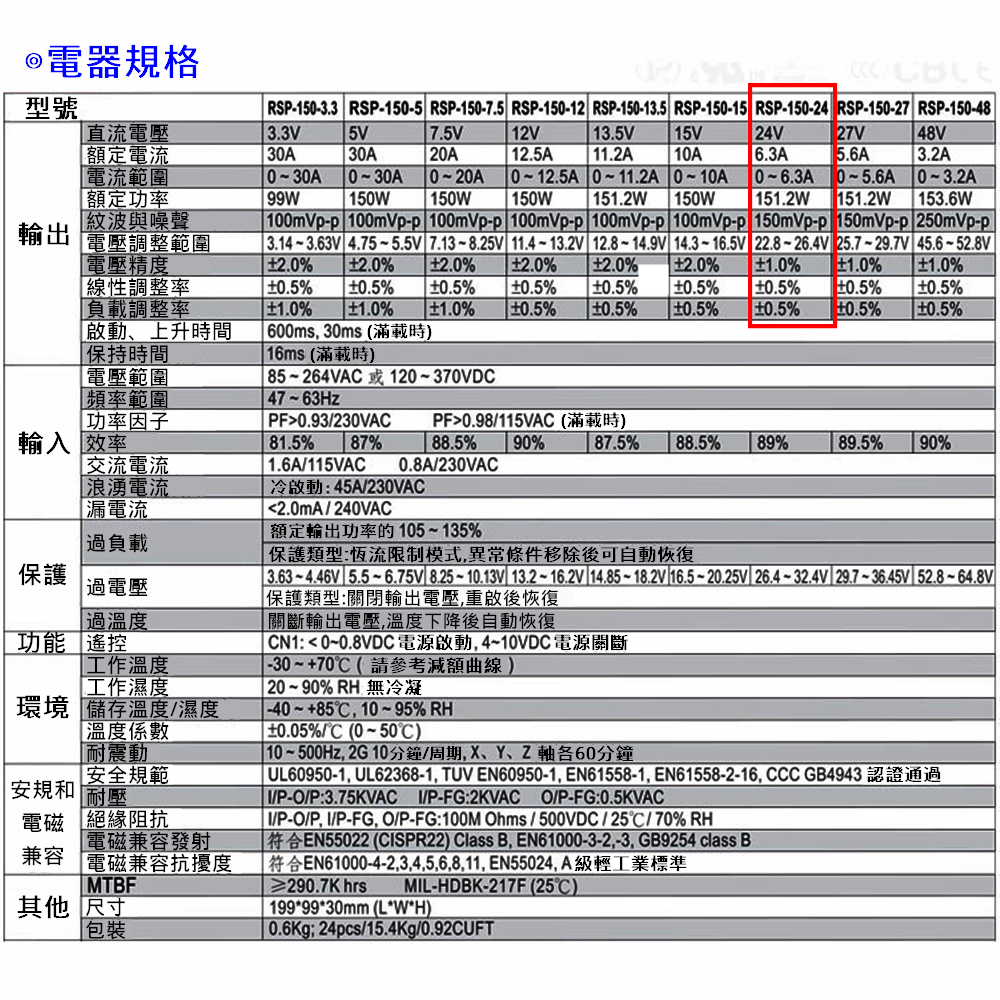 ◎電器規格
型號 RSP-150-3.3 RSP-150-5 RSP-150-7.5 RSP-150-12 RSP-150-13.5 RSP-150-15 RSP-150-24 RSP-150-27 RSP-150-48
輸出
直流電壓 3.3V 5V 7.5V 12V 13.5V 15V 24V 27V 48V
額定電流 30A 30A 20A 12.5A 11.2A 10A 6.3A 5.6A 3.2A
電流範圍 0~30A 0~30A 0~20A 0~12.5A 0~11.2A 0~10A 0~6.3A 0~5.6A 0~3.2A
額定功率 99W 150W 150W 150W 151.2W 150W 151.2W 151.2W 153.6W
紋波與噪聲 100mVp-p 100mVp-p 100mVp-p 100mVp-p 100mVp-p 100mVp-p 150mVp-p 150mVp-p 250mVp-p
電壓調整範圍 3.14~3.63V 4.75~5.5V 7.13~8.25V 11.4~13.2V 12.8~14.9V 14.3~16.5V 22.8~26.4V 25.7~29.7V 45.6~52.8V
電壓精度 ±2.0% ±2.0% ±2.0% ±2.0% ±2.0% ±2.0% ±1.0% ±1.0% ±1.0%
線性調整率 ±0.5% ±0.5% ±0.5% ±0.5% ±0.5% ±0.5% ±0.5% ±0.5% ±0.5%
負載調整率 ±1.0% ±1.0% ±1.0% ±0.5% ±0.5% ±0.5% ±0.5% ±0.5% ±0.5%
啟動、上升時間 600ms, 30ms (滿載時)
保持時間 16ms (滿載時)
輸入
電壓範圍 85~264VAC 或 120~370VDC
頻率範圍 47~63Hz
功率因子 PF>0.93/230VAC PF>0.98/115VAC (滿載時)
效率 81.5% 87% 88.5% 90% 87.5% 88.5% 89% 89.5% 90%
交流電流 1.6A/115VAC 0.8A/230VAC
浪湧電流 冷啟動: 45A/230VAC
漏電流 <2.0mA / 240VAC
保護
過負載 額定輸出功率的 105~135%
保護類型:恆流限制模式,異常條件移除後可自動恢復
過電壓 3.63~4.46V 5.5~6.75V 8.25~10.13V 13.2~16.2V 14.85~18.2V 16.5~20.25V 26.4~32.4V 29.7~36.45V 52.8~64.8V
保護類型:關閉輸出電壓,重啟後恢復
過溫度 關斷輸出電壓,溫度下降後自動恢復
功能 遙控 CN1: < 0~0.8VDC 電源啟動, 4~10VDC 電源關斷
環境
工作溫度 -30~+70℃ ( 請參考減額曲線 )
工作濕度 20~90% RH 無冷凝
儲存溫度/濕度 -40~+85℃, 10~95% RH
溫度係數 ±0.05%/℃ (0~50℃)
耐震動 10~500Hz, 2G 10分鐘/周期, X、Y、Z 軸各60分鐘
安規和電磁兼容
安全規範 UL60950-1, UL62368-1, TUV EN60950-1, EN61558-1, EN61558-2-16, CCC GB4943 認證通過
耐壓 I/P-O/P:3.75KVAC I/P-FG:2KVAC O/P-FG:0.5KVAC
絕緣阻抗 I/P-O/P, I/P-FG, O/P-FG:100M Ohms / 500VDC / 25℃/ 70% RH
電磁兼容發射 符合EN55022 (CISPR22) Class B, EN61000-3-2,-3, GB9254 class B
電磁兼容抗擾度 符合EN61000-4-2,3,4,5,6,8,11, EN55024, A級輕工業標準
其他
MTBF ≥290.7K hrs MIL-HDBK-217F (25℃)
尺寸 199*99*30mm (L*W*H)
包裝 0.6Kg; 24pcs/15.4Kg/0.92CUFT